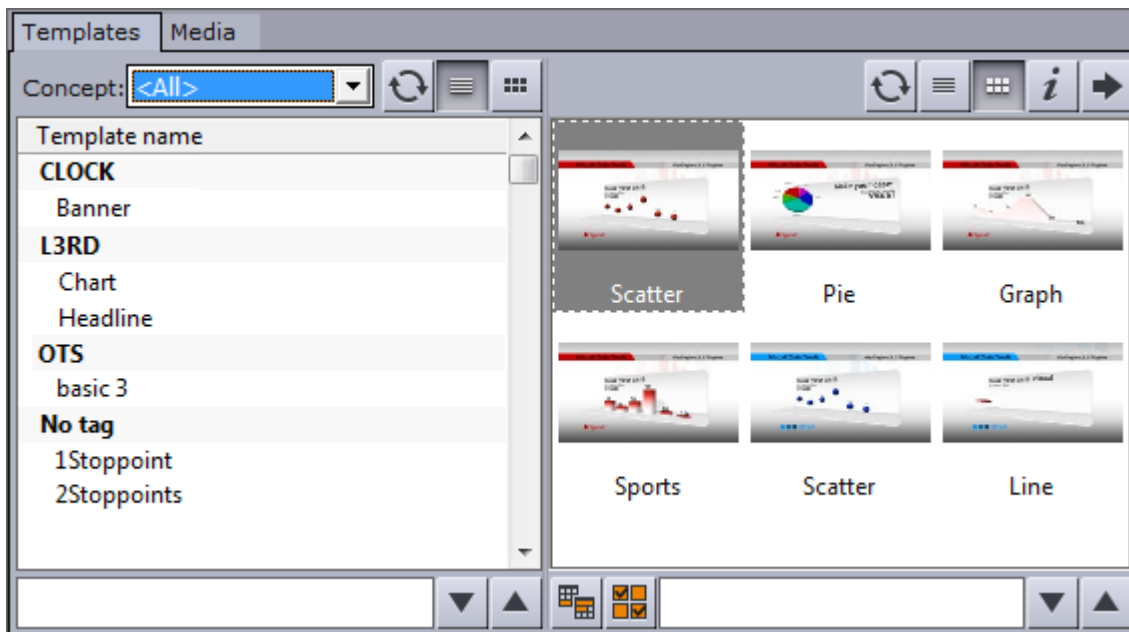 Templates Media
Concept: <All>
Template name
CLOCK
Banner
L3RD
Chart
Headline
OTS
basic 3
No tag
1Stoppoint
2Stoppoints
Scatter Pie Graph
Sports Scatter Line